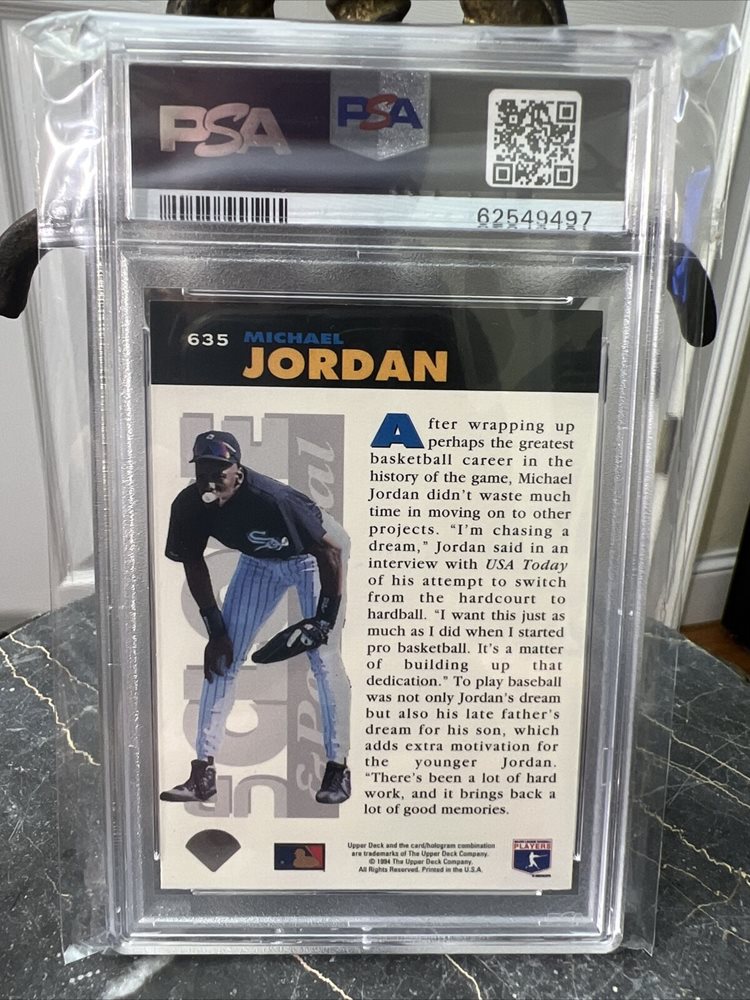 PSA
PSA
62549497
635 MICHAEL
JORDAN
After wrapping up
perhaps the greatest
basketball career in the
history of the game, Michael
Jordan didn't waste much
time in moving on to other
projects. "I'm chasing a
dream," Jordan said in an
interview with USA Today
of his attempt to switch
from the hardcourt to
hardball. "I want this just as
much as I did when I started
pro basketball. It's a matter
of building up that
dedication." To play baseball
was not only Jordan's dream
but also his late father's
dream for his son, which
adds extra motivation for
the younger Jordan.
"There's been a lot of hard
work, and it brings back a
lot of good memories.
Sox
Upper Deck and the card/hologram combination
are trademarks of The Upper Deck Company.
© 1994 The Upper Deck Company.
All Rights Reserved. Printed in the U.S.A.
PLAYERS